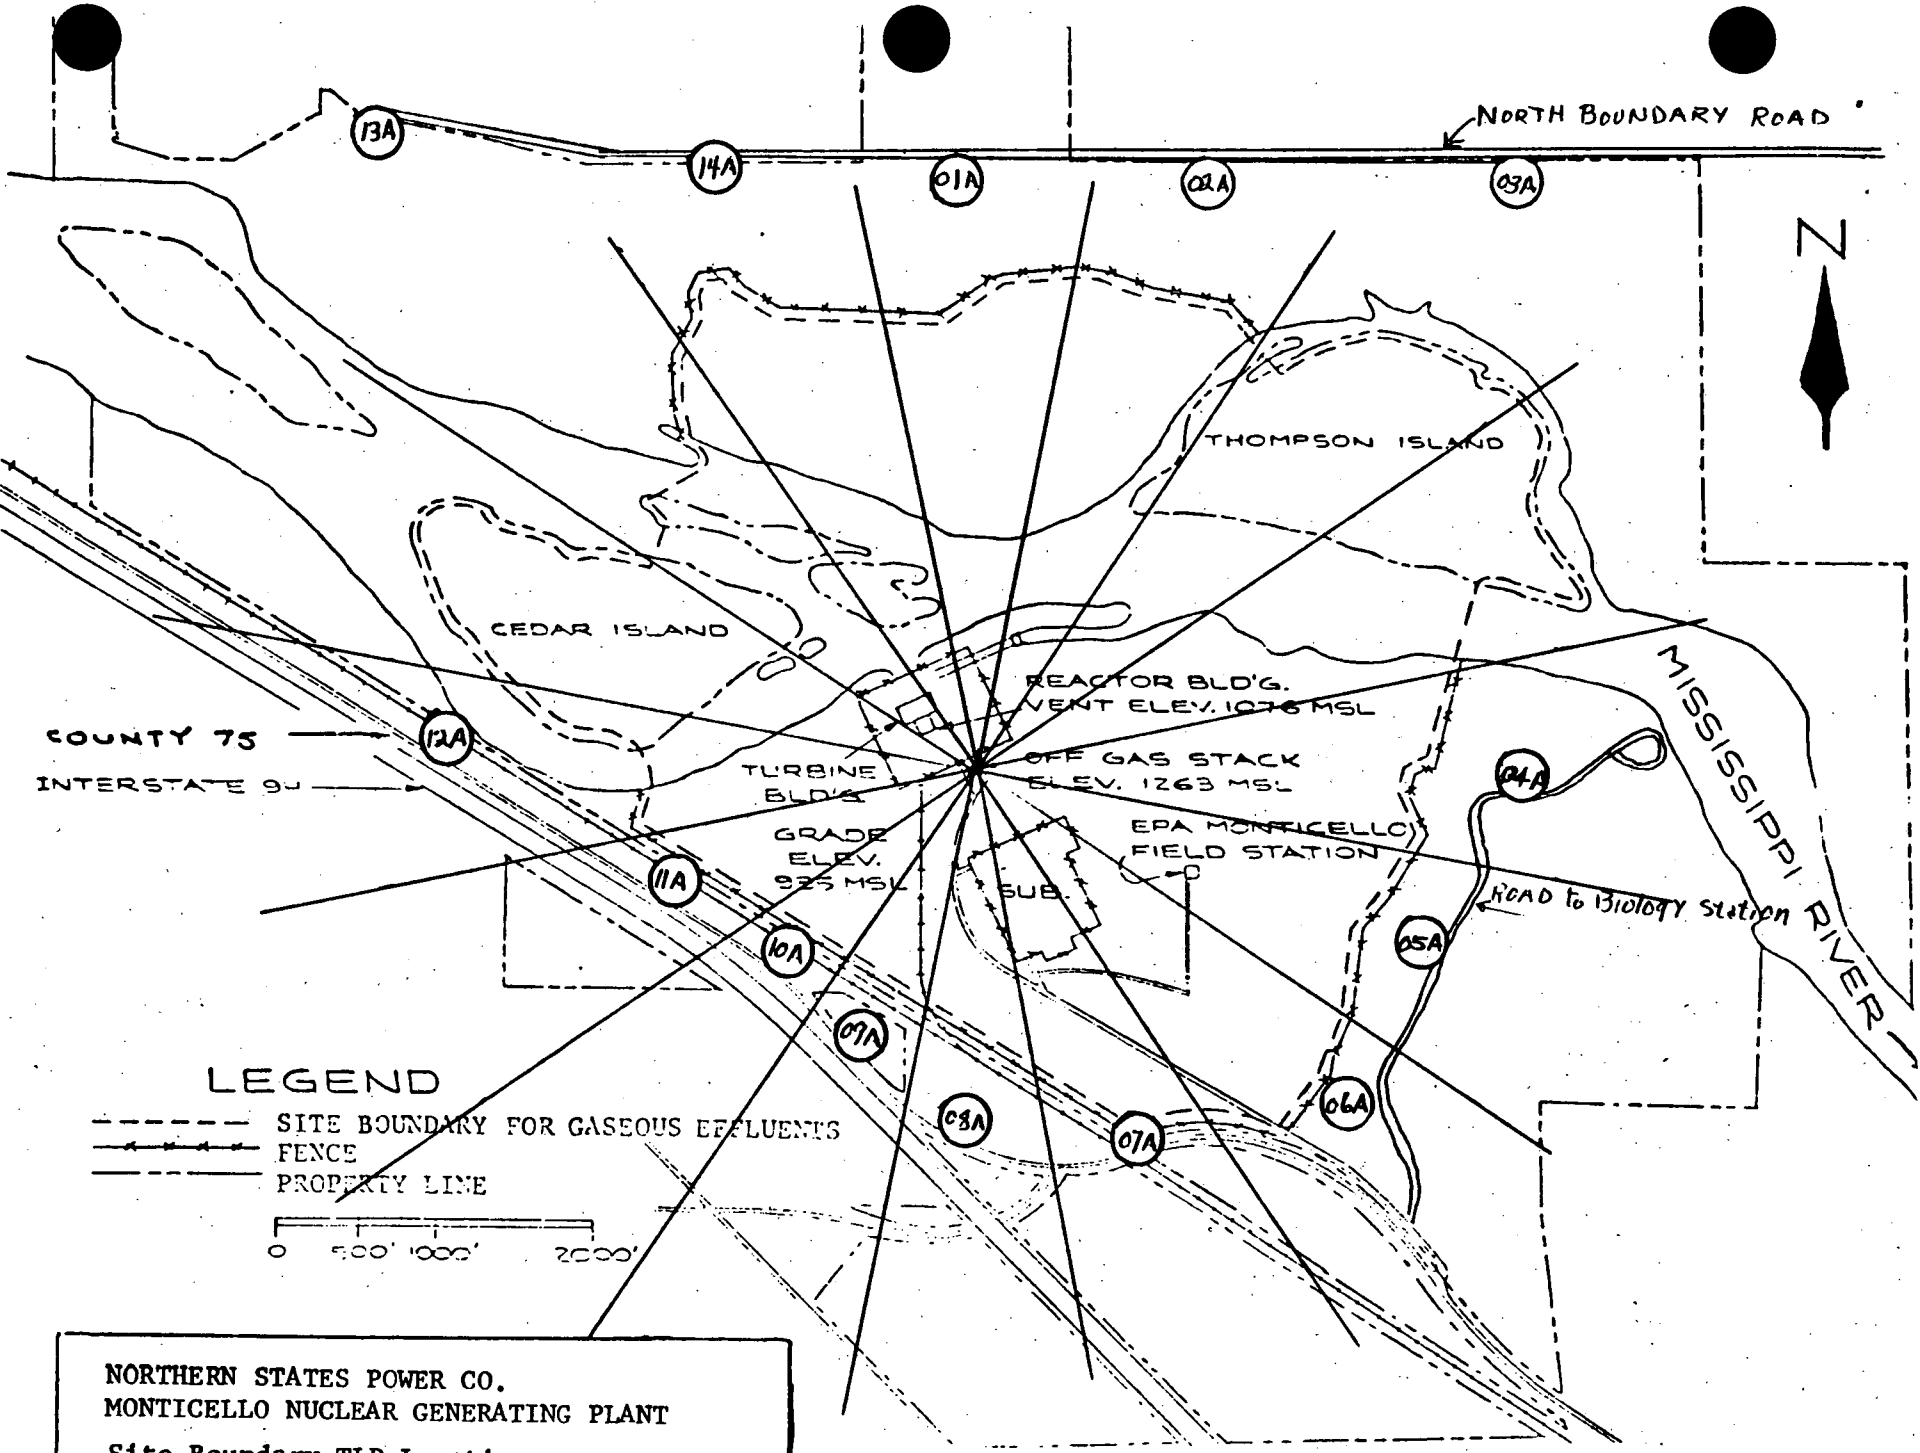 NORTH BOUNDARY ROAD
13A
14A
01A
02A
03A
N
THOMPSON ISLAND
CEDAR ISLAND
MISSISSIPPI RIVER
REACTOR BLD'G.
VENT ELEV. 1076 MSL
COUNTY 75
12A
INTERSTATE 94
TURBINE
BLD'G
OFF GAS STACK
ELEV. 1263 MSL
04A
GRADE
ELEV.
935 MSL
EPA MONTICELLO
FIELD STATION
SUB.
11A
ROAD to BIOlOGY Station
10A
05A
09A
08A
07A
06A
LEGEND
SITE BOUNDARY FOR GASEOUS EFFLUENTS
FENCE
PROPERTY LINE
0 500' 1000' 2000'
NORTHERN STATES POWER CO.
MONTICELLO NUCLEAR GENERATING PLANT
Site Boundary TLD